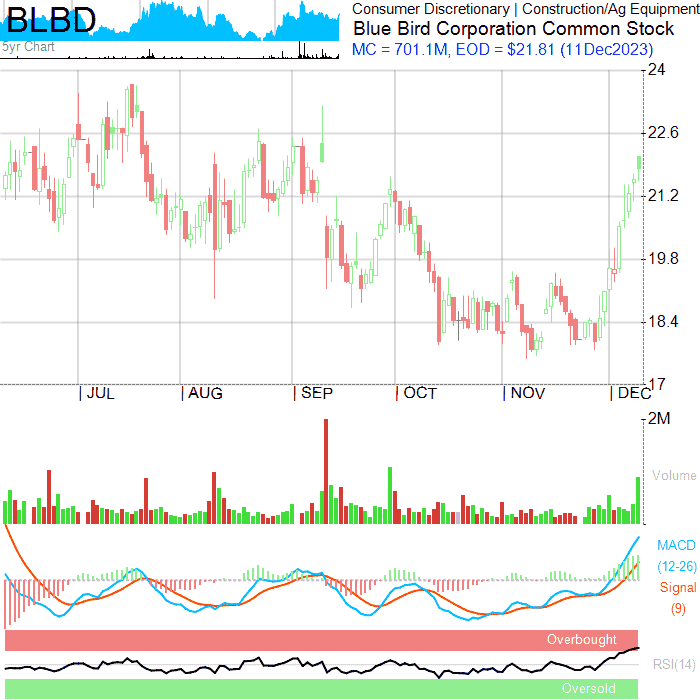 BLBD
5yr Chart
Consumer Discretionary | Construction/Ag Equipment
Blue Bird Corporation Common Stock
MC = 701.1M, EOD = $21.81 (11Dec2023)
24
22.6
21.2
19.8
18.4
17
JUL
AUG
SEP
OCT
NOV
DEC
2M
Volume
MACD
(12-26)
Signal
(9)
Overbought
RSI(14)
Oversold